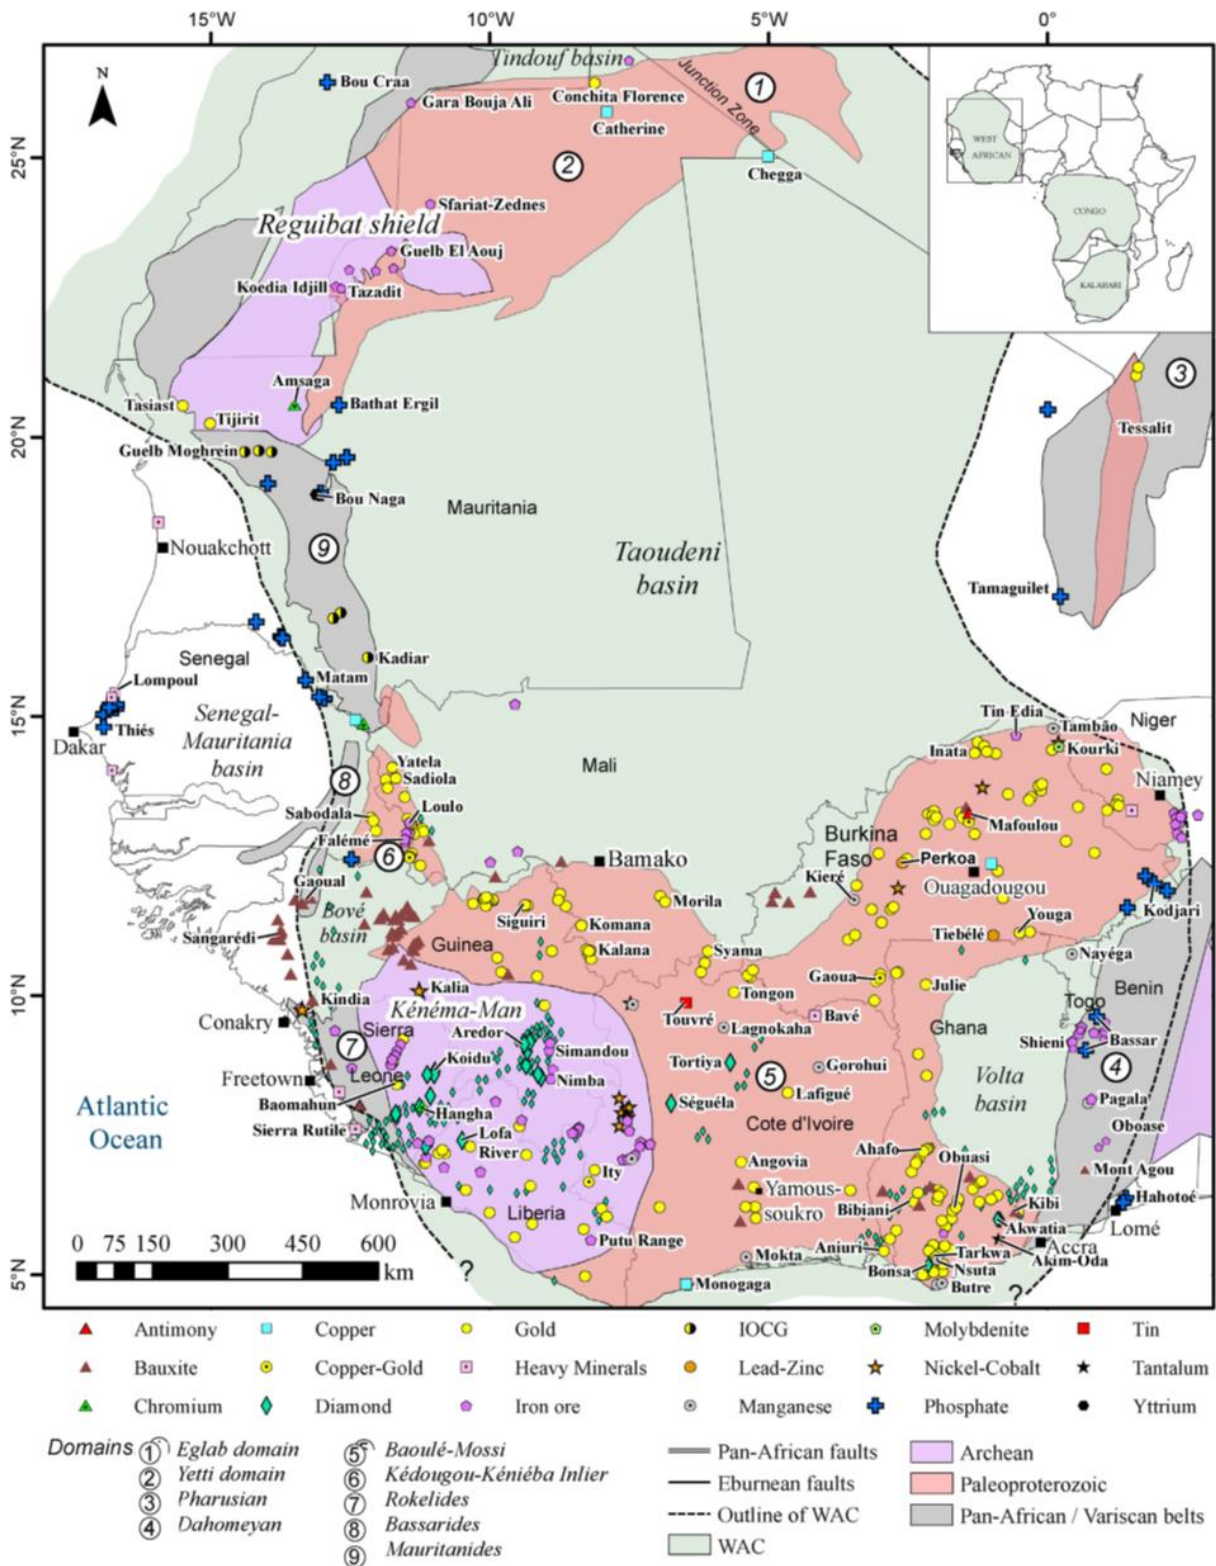 15°W 10°W 5°W 0°
Tindouf basin
N
Bou Craa
Junction Zone
1
Gara Bouja Ali
Conchita Florence
Catherine
25°N
2
Chegga
WEST
AFRICAN
CONGO
KALAHARI
Sfariat-Zednes
Reguibat shield
Guelb El Aouj
Koedia Idjill
Tazadit
3
Amsaga
Tasiast
Bathat Ergil
Tijirit
Tessalit
20°N
Guelb Moghrein
Bou Naga
Mauritania
Nouakchott
9
Taoudeni
basin
Tamaguilet
Senegal
Kadiar
Lompoul
Matam
15°N
Thiés
Dakar
Senegal-
Mauritania
basin
Tin Edia
Tambão
Niger
Inata
Kourki
Yatela
Sadiola
Mali
8
Niamey
Loulo
Sabodala
Falémé
Mafoulou
Burkina
Faso
6
Bamako
Perkoa
Kieré
Ouagadougou
Gaoual
Bové
basin
Morila
Siguiri
Kodjari
Komana
Youga
Sangarédi
Tiébélé
Guinea
Kalana
Syama
Nayéga
Gaoua
Julie
Benin
10°N
Kindia
Kalia
Tongon
Kénéma-Man
Togo
Conakry
Touvré
Bavé
Sierra
Leone
Aredor
Lagnokaha
Ghana
Shieni
Bassar
7
Koidu
Simandou
Tortiya
Gorohui
4
Freetown
Nimba
5
Volta
basin
Baomahun
Hangha
Séguéla
Lafigué
Pagala
Atlantic
Ocean
Sierra Rutile
Lofa
River
Cote d'Ivoire
Oboase
Ahafo
Obuasi
Angovia
Mont Agou
Ity
Yamous-
soukro
Bibiani
Kibi
Hahotoé
Monrovia
Liberia
Akwatia
Lomé
Putu Range
Aniuri
Accra
0 75 150 300 450 600
km
Mokta
Tarkwa
Akim-Oda
5°N
?
Monogaga
Bonsa
Nsuta
Butre
?
Antimony Copper Gold IOCG Molybdenite Tin
Bauxite Copper-Gold Heavy Minerals Lead-Zinc Nickel-Cobalt Tantalum
Chromium Diamond Iron ore Manganese Phosphate Yttrium
Domains
1 Eglab domain
2 Yetti domain
3 Pharusian
4 Dahomeyan
5 Baoulé-Mossi
6 Kédougou-Kéniéba Inlier
7 Rokelides
8 Bassarides
9 Mauritanides
Pan-African faults
Eburnean faults
Outline of WAC
WAC
Archean
Paleoproterozoic
Pan-African / Variscan belts